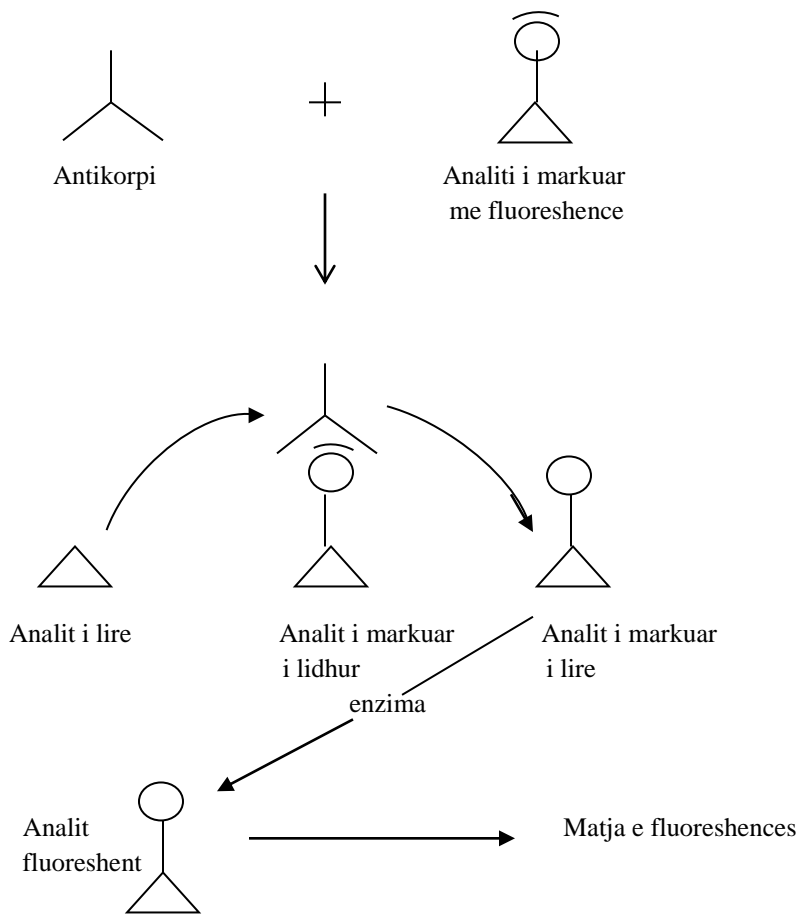 Antikorpi
Analiti i markuar
me fluoreshence
Analit i lire
Analit i markuar
i lidhur
Analit i markuar
i lire
enzima
Analit
fluoreshent
Matja e fluoreshences